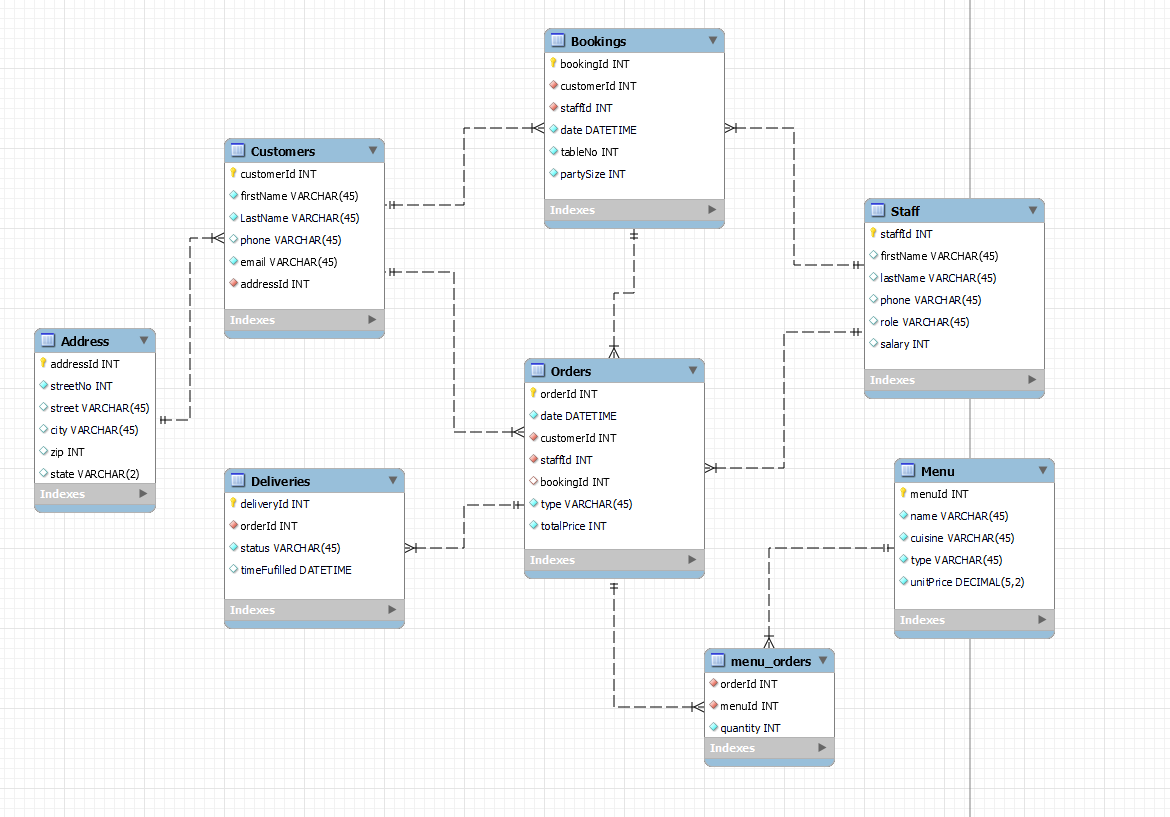 Bookings
bookingId INT
customerId INT
staffId INT
date DATETIME
tableNo INT
partySize INT
Indexes
Customers
customerId INT
firstName VARCHAR(45)
LastName VARCHAR(45)
phone VARCHAR(45)
email VARCHAR(45)
addressId INT
Indexes
Staff
staffId INT
firstName VARCHAR(45)
lastName VARCHAR(45)
phone VARCHAR(45)
role VARCHAR(45)
salary INT
Indexes
Address
addressId INT
streetNo INT
street VARCHAR(45)
city VARCHAR(45)
zip INT
state VARCHAR(2)
Indexes
Orders
orderId INT
date DATETIME
customerId INT
staffId INT
bookingId INT
type VARCHAR(45)
totalPrice INT
Indexes
Deliveries
deliveryId INT
orderId INT
status VARCHAR(45)
timeFufilled DATETIME
Indexes
Menu
menuId INT
name VARCHAR(45)
cuisine VARCHAR(45)
type VARCHAR(45)
unitPrice DECIMAL(5,2)
Indexes
menu_orders
orderId INT
menuId INT
quantity INT
Indexes